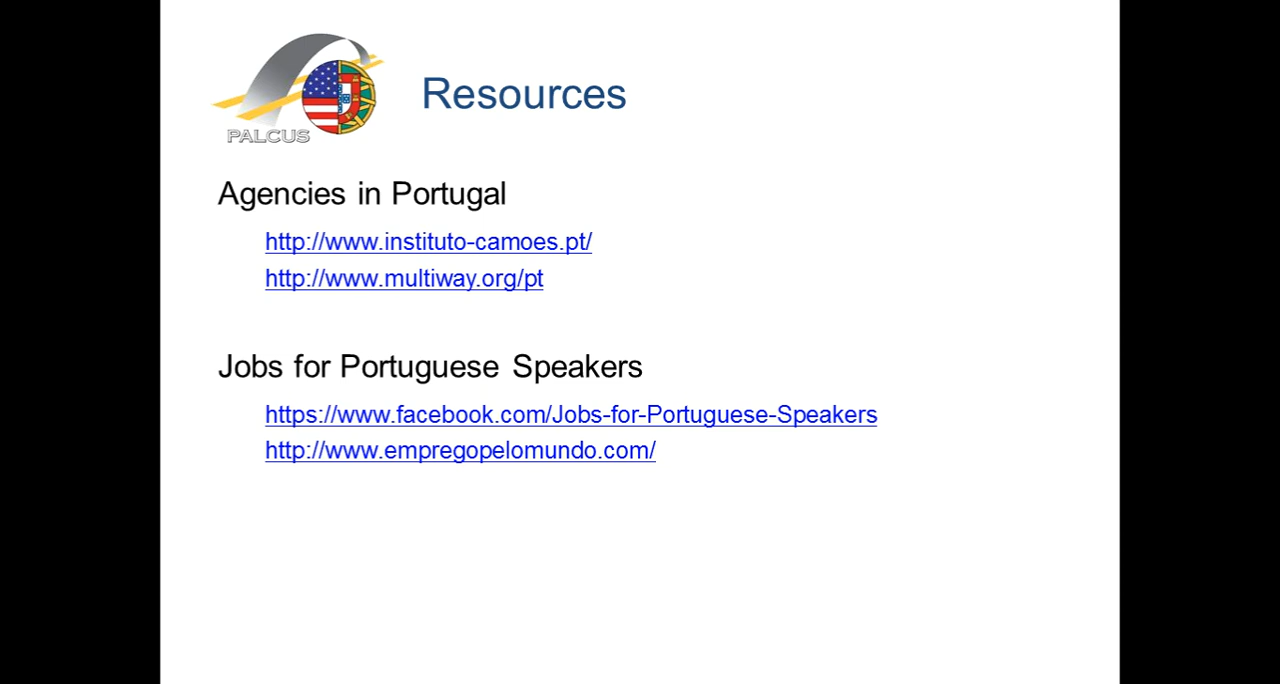 PALCUS
Resources
Agencies in Portugal
http://www.instituto-camoes.pt/
http://www.multiway.org/pt
Jobs for Portuguese Speakers
https://www.facebook.com/Jobs-for-Portuguese-Speakers
http://www.empregopelomundo.com/